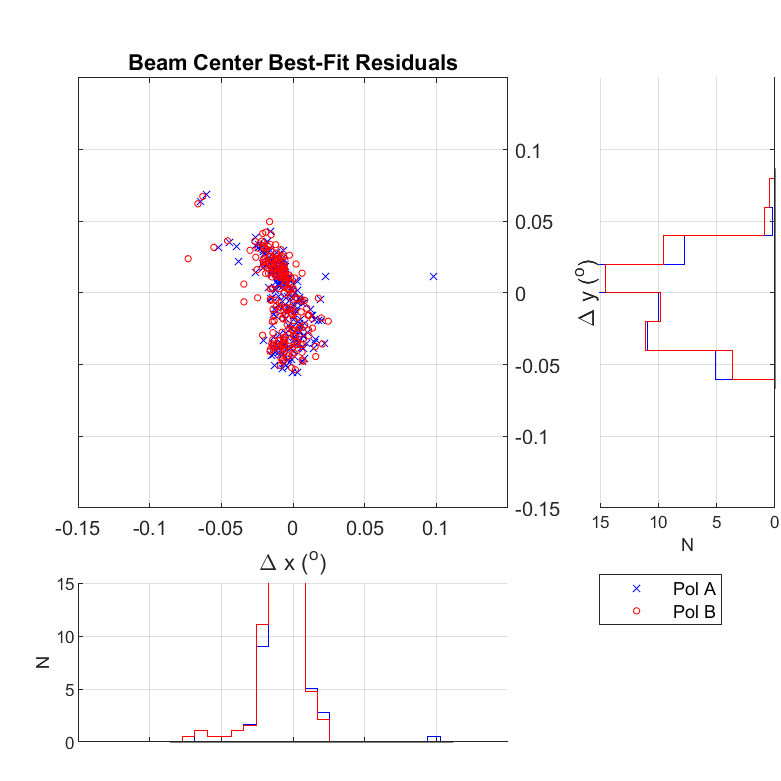 Beam Center Best-Fit Residuals
0.1
0.05
0
-0.05
-0.1
-0.15
-0.15 -0.1 -0.05 0 0.05 0.1
Δ x (o)
Δ y (o)
15 10 5 0
N
15
10
5
0
N
Pol A
Pol B